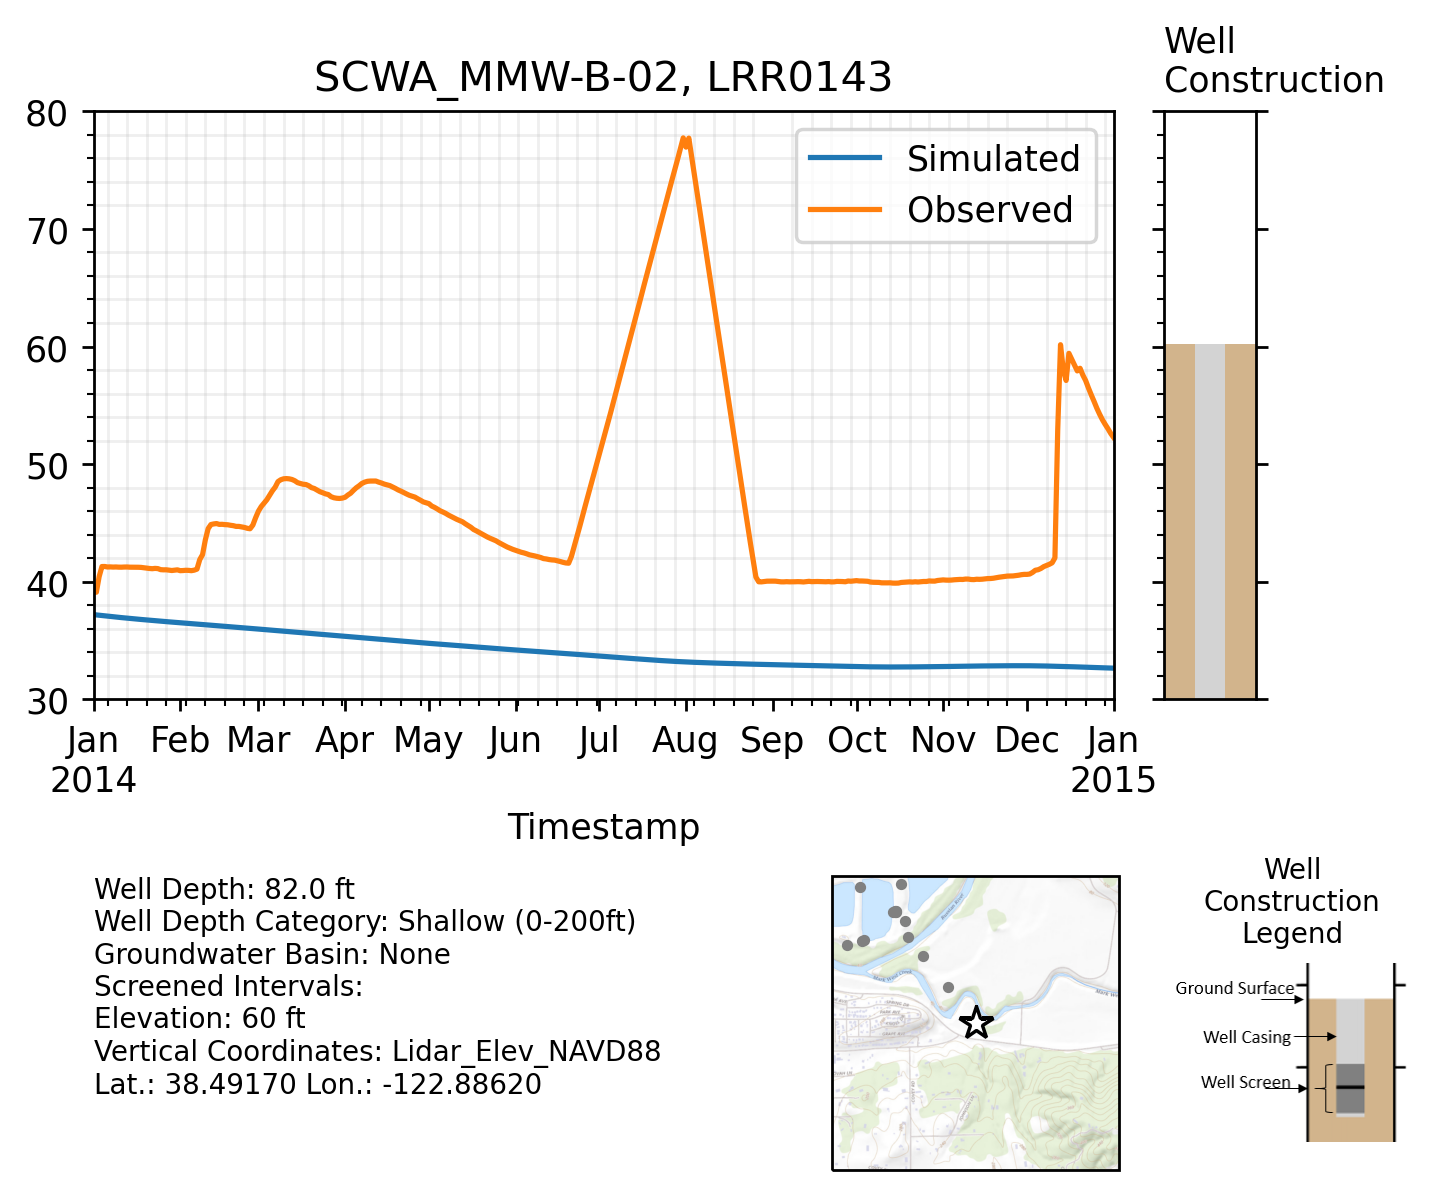 Well
Construction
SCWA_MMW-B-02, LRR0143
80
70
60
50
40
30
Simulated
Observed
Jan
2014
Feb
Mar
Apr
May
Jun
Jul
Aug
Sep
Oct
Nov
Dec
Jan
2015
Timestamp
Well Depth: 82.0 ft
Well Depth Category: Shallow (0-200ft)
Groundwater Basin: None
Screened Intervals:
Elevation: 60 ft
Vertical Coordinates: Lidar_Elev_NAVD88
Lat.: 38.49170 Lon.: -122.88620
Well
Construction
Legend
Ground Surface
Well Casing
Well Screen